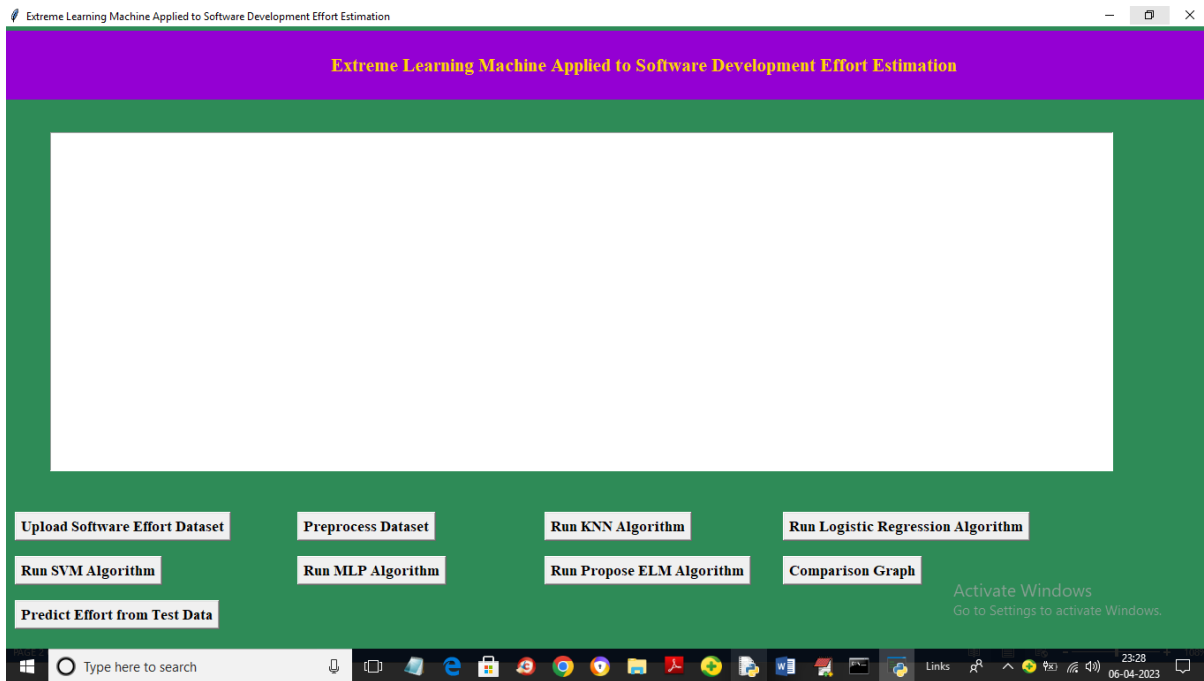 Extreme Learning Machine Applied to Software Development Effort Estimation
Extreme Learning Machine Applied to Software Development Effort Estimation
Upload Software Effort Dataset
Preprocess Dataset
Run KNN Algorithm
Run Logistic Regression Algorithm
Run SVM Algorithm
Run MLP Algorithm
Run Propose ELM Algorithm
Comparison Graph
Predict Effort from Test Data
Activate Windows
Go to Settings to activate Windows.
Type here to search
Links
23:28
06-04-2023